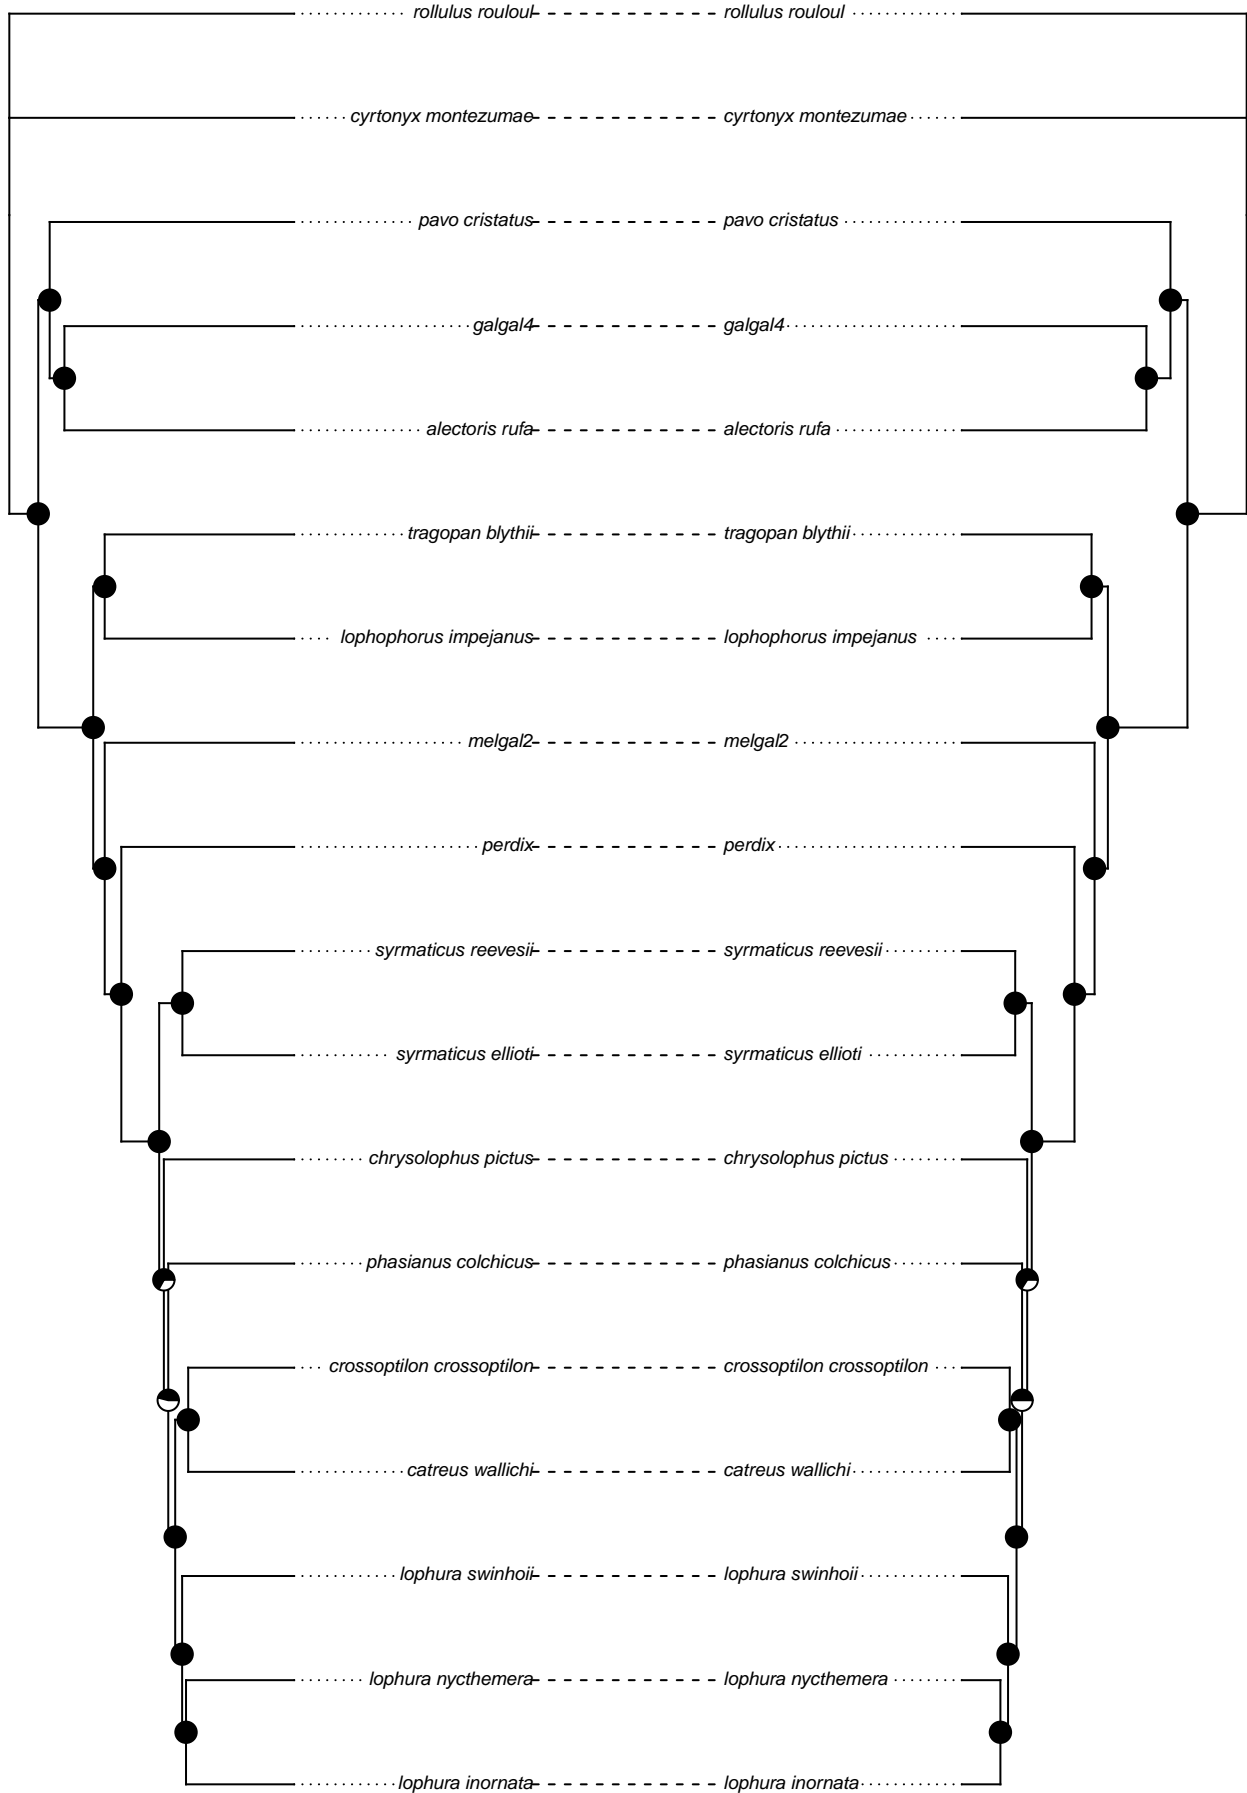 rollulus rouloul rollulus rouloul
cyrtonyx montezumae cyrtonyx montezumae
pavo cristatus pavo cristatus
galgal4 galgal4
alectoris rufa alectoris rufa
tragopan blythii tragopan blythii
lophophorus impejanus lophophorus impejanus
melgal2 melgal2
perdix perdix
syrmaticus reevesii syrmaticus reevesii
syrmaticus ellioti syrmaticus ellioti
chrysolophus pictus chrysolophus pictus
phasianus colchicus phasianus colchicus
crossoptilon crossoptilon crossoptilon crossoptilon
catreus wallichi catreus wallichi
lophura swinhoii lophura swinhoii
lophura nycthemera lophura nycthemera
lophura inornata lophura inornata